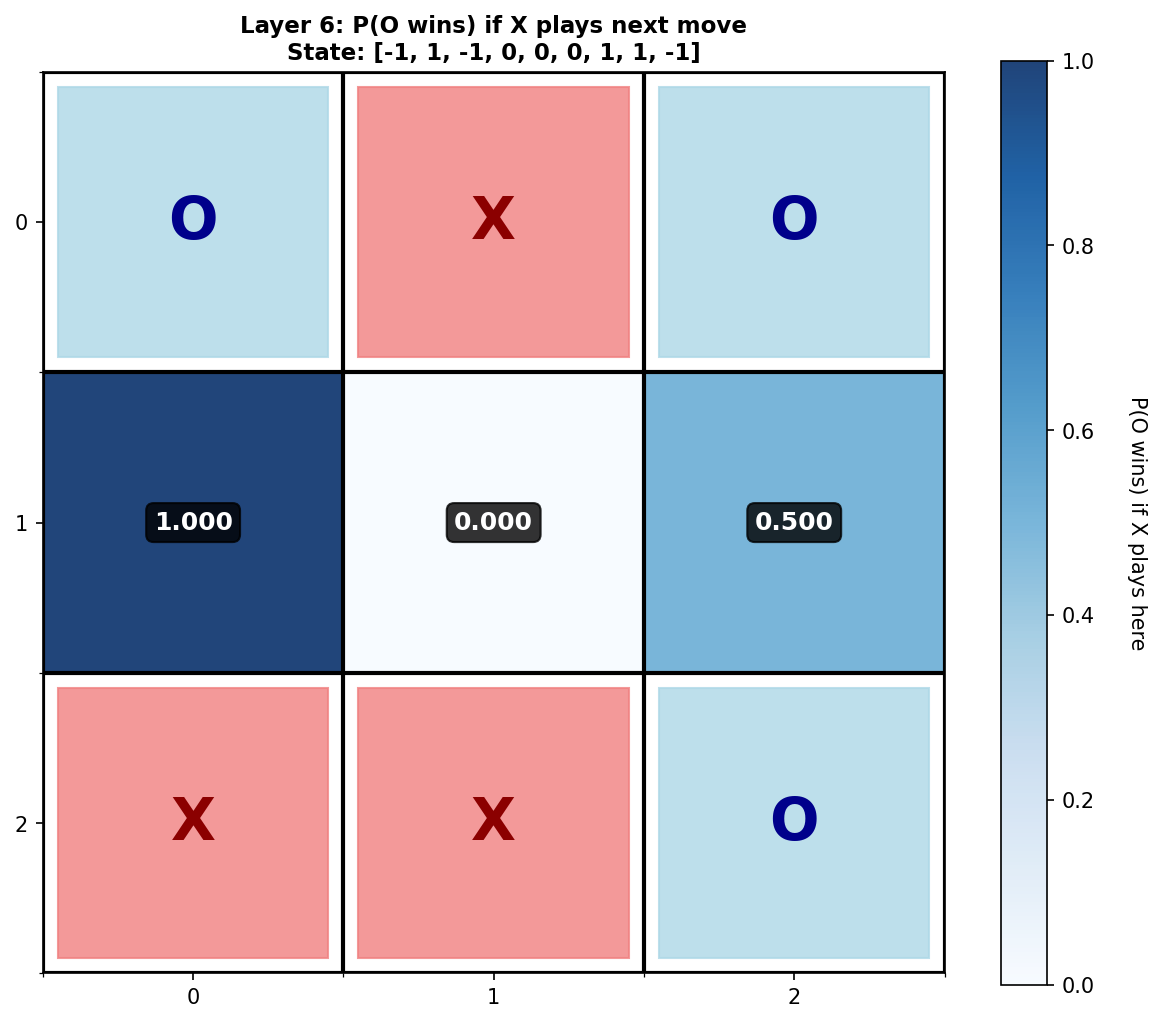 Layer 6: P(O wins) if X plays next move
State: [-1, 1, -1, 0, 0, 0, 1, 1, -1]
0
O
X
O
1
1.000
0.000
0.500
2
X
X
O
0
1
2
1.0
0.8
0.6
0.4
0.2
0.0
P(O wins) if X plays here